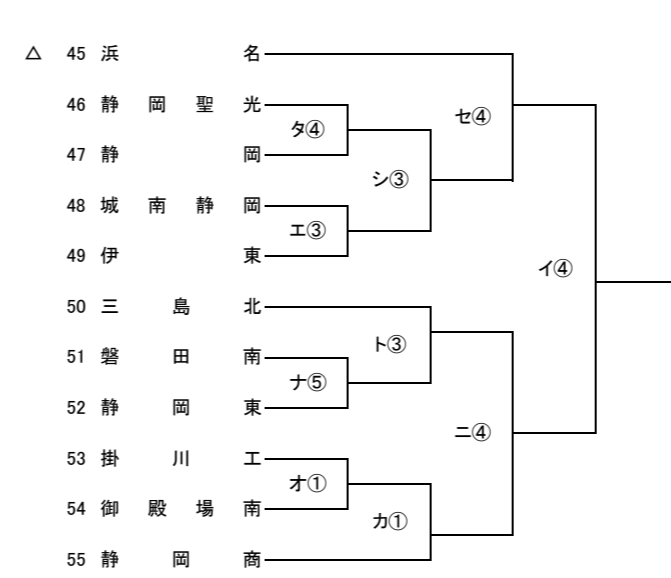 △ 45 浜名
46 静岡聖光
タ④
47 静岡
48 城南静岡
エ③
49 伊東
シ③
セ④
50 三島北
51 磐田南
ナ⑤
52 静岡東
ト③
53 掛川工
オ①
54 御殿場南
カ①
55 静岡商
ニ④
イ④